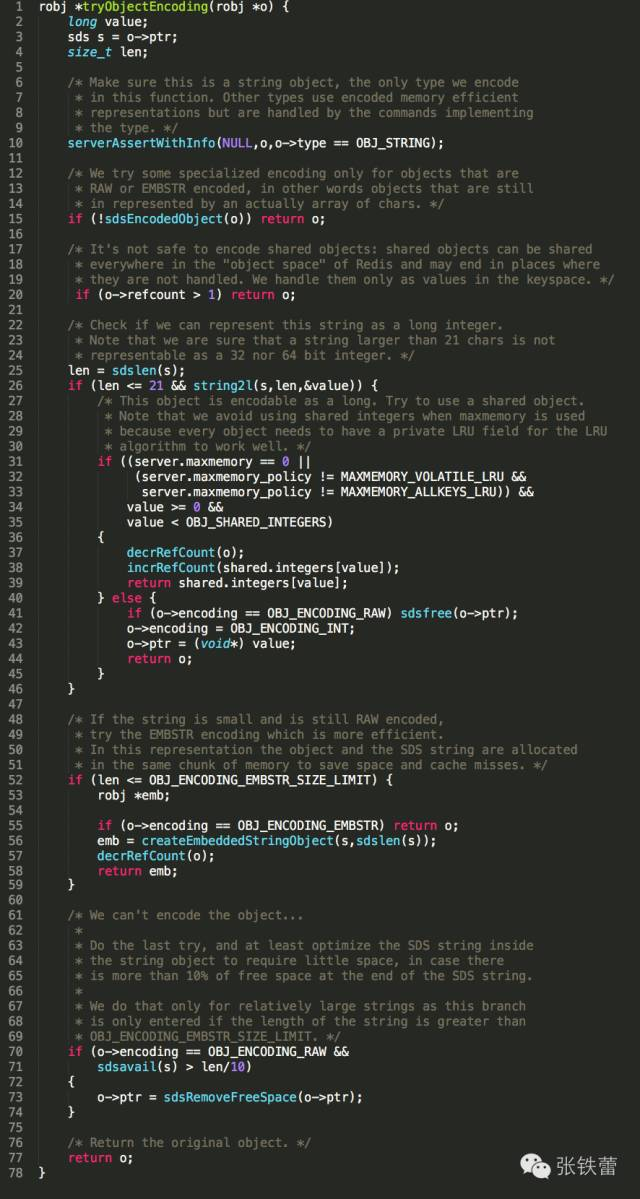 1 robj *tryObjectEncoding(robj *o) {
2     long value;
3     sds s = o->ptr;
4     size_t len;
5
6     /* Make sure this is a string object, the only type we encode
7      * in this function. Other types use encoded memory efficient
8      * representations but are handled by the commands implementing
9      * the type. */
10     serverAssertWithInfo(NULL,o,o->type == OBJ_STRING);
11
12     /* We try some specialized encoding only for objects that are
13      * RAW or EMBSTR encoded, in other words objects that are still
14      * in represented by an actually array of chars. */
15     if (!sdsEncodedObject(o)) return o;
16
17     /* It's not safe to encode shared objects: shared objects can be shared
18      * everywhere in the "object space" of Redis and may end in places where
19      * they are not handled. We handle them only as values in the keyspace. */
20      if (o->refcount > 1) return o;
21
22     /* Check if we can represent this string as a long integer.
23      * Note that we are sure that a string larger than 21 chars is not
24      * representable as a 32 nor 64 bit integer. */
25     len = sdslen(s);
26     if (len <= 21 && string2l(s,len,&value)) {
27         /* This object is encodable as a long. Try to use a shared object.
28          * Note that we avoid using shared integers when maxmemory is used
29          * because every object needs to have a private LRU field for the LRU
30          * algorithm to work well. */
31         if ((server.maxmemory == 0 ||
32              (server.maxmemory_policy != MAXMEMORY_VOLATILE_LRU &&
33               server.maxmemory_policy != MAXMEMORY_ALLKEYS_LRU)) &&
34             value >= 0 &&
35             value < OBJ_SHARED_INTEGERS)
36         {
37             decrRefCount(o);
38             incrRefCount(shared.integers[value]);
39             return shared.integers[value];
40         } else {
41             if (o->encoding == OBJ_ENCODING_RAW) sdsfree(o->ptr);
42             o->encoding = OBJ_ENCODING_INT;
43             o->ptr = (void*) value;
44             return o;
45         }
46     }
47
48     /* If the string is small and is still RAW encoded,
49      * try the EMBSTR encoding which is more efficient.
50      * In this representation the object and the SDS string are allocated
51      * in the same chunk of memory to save space and cache misses. */
52     if (len <= OBJ_ENCODING_EMBSTR_SIZE_LIMIT) {
53         robj *emb;
54
55         if (o->encoding == OBJ_ENCODING_EMBSTR) return o;
56         emb = createEmbeddedStringObject(s,sdslen(s));
57         decrRefCount(o);
58         return emb;
59     }
60
61     /* We can't encode the object...
62      *
63      * Do the last try, and at least optimize the SDS string inside
64      * the string object to require little space, in case there
65      * is more than 10% of free space at the end of the SDS string.
66      *
67      * We do that only for relatively large strings as this branch
68      * is only entered if the length of the string is greater than
69      * OBJ_ENCODING_EMBSTR_SIZE_LIMIT. */
70     if (o->encoding == OBJ_ENCODING_RAW &&
71         sdsavail(s) > len/10)
72     {
73         o->ptr = sdsRemoveFreeSpace(o->ptr);
74     }
75
76     /* Return the original object. */
77     return o;
78 }
张铁蕾